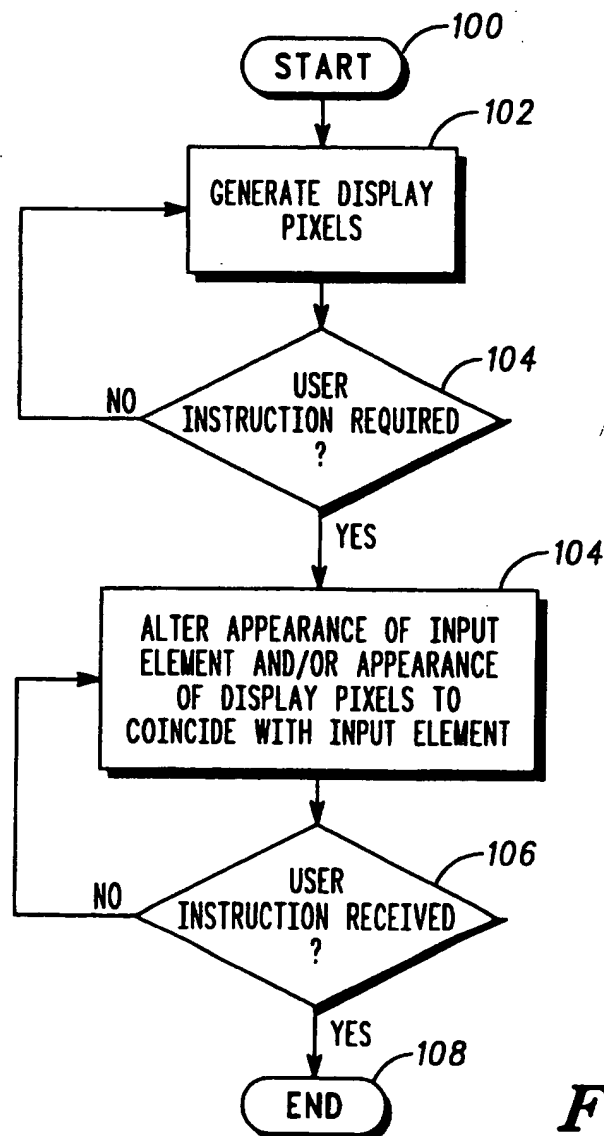 100
START
102
GENERATE DISPLAY
PIXELS
104
USER
INSTRUCTION REQUIRED
?
NO
YES
104
ALTER APPEARANCE OF INPUT
ELEMENT AND/OR APPEARANCE
OF DISPLAY PIXELS TO
COINCIDE WITH INPUT ELEMENT
106
USER
INSTRUCTION RECEIVED
?
NO
YES
108
END
F